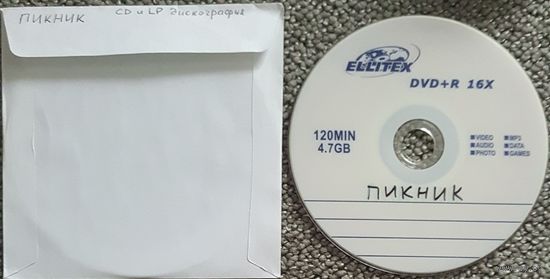 ПИКНИК CD и LP дискография
ELLITEX
DVD+R 16X
120MIN
4.7GB
VIDEO MP3
AUDIO DATA
PHOTO GAMES
ПИКНИК